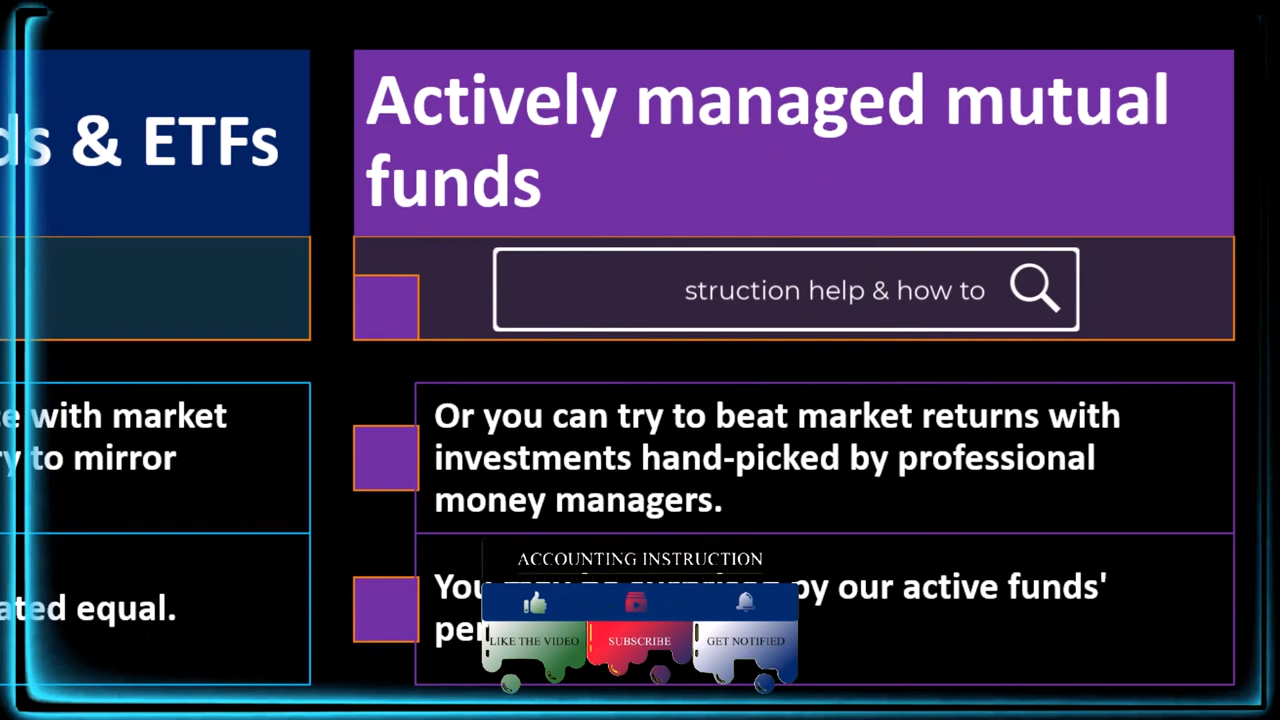 & ETFs
Actively managed mutual
funds
struction help & how to
with market
to mirror
Or you can try to beat market returns with
investments hand-picked by professional
money managers.
ACCOUNTING INSTRUCTION
equal.
You by our active funds'
LIKE THE VIDEO
SUBSCRIBE
GET NOTIFIED